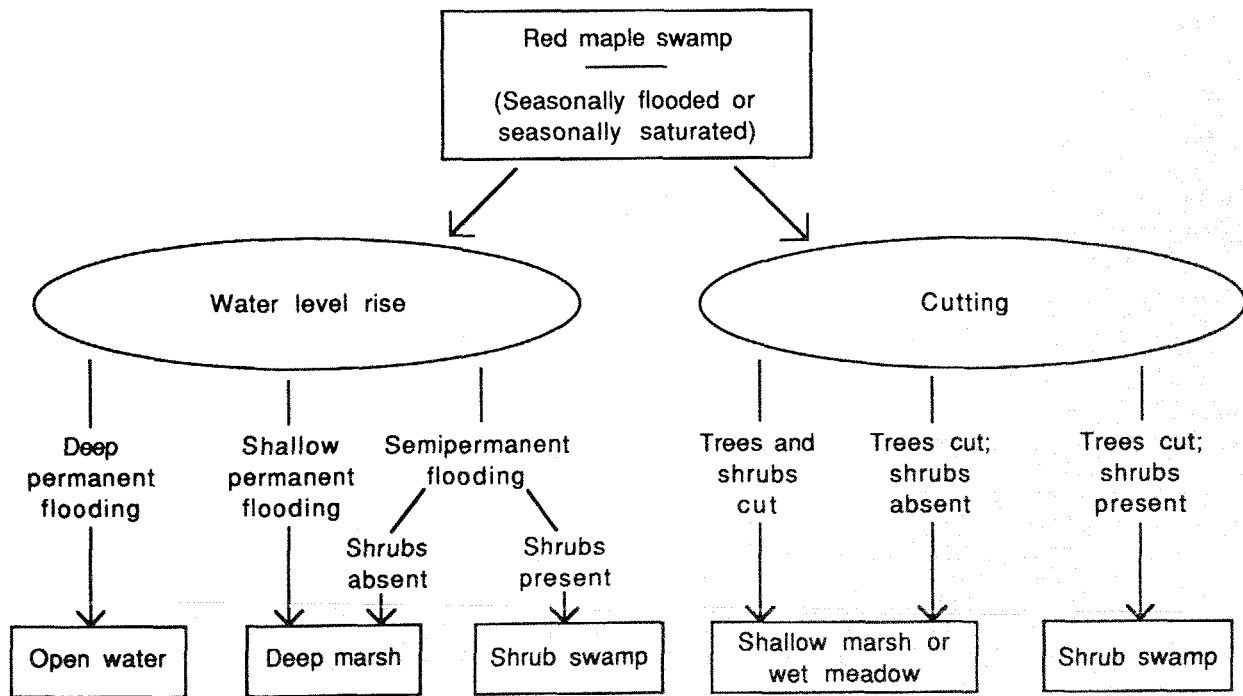 Red maple swamp
(Seasonally flooded or
seasonally saturated)
Water level rise
Cutting
Deep
permanent
flooding
Shallow
permanent
flooding
Semipermanent
flooding
Shrubs
absent
Shrubs
present
Trees and
shrubs
cut
Trees cut;
shrubs
absent
Trees cut;
shrubs
present
Open water
Deep marsh
Shrub swamp
Shallow marsh or
wet meadow
Shrub swamp